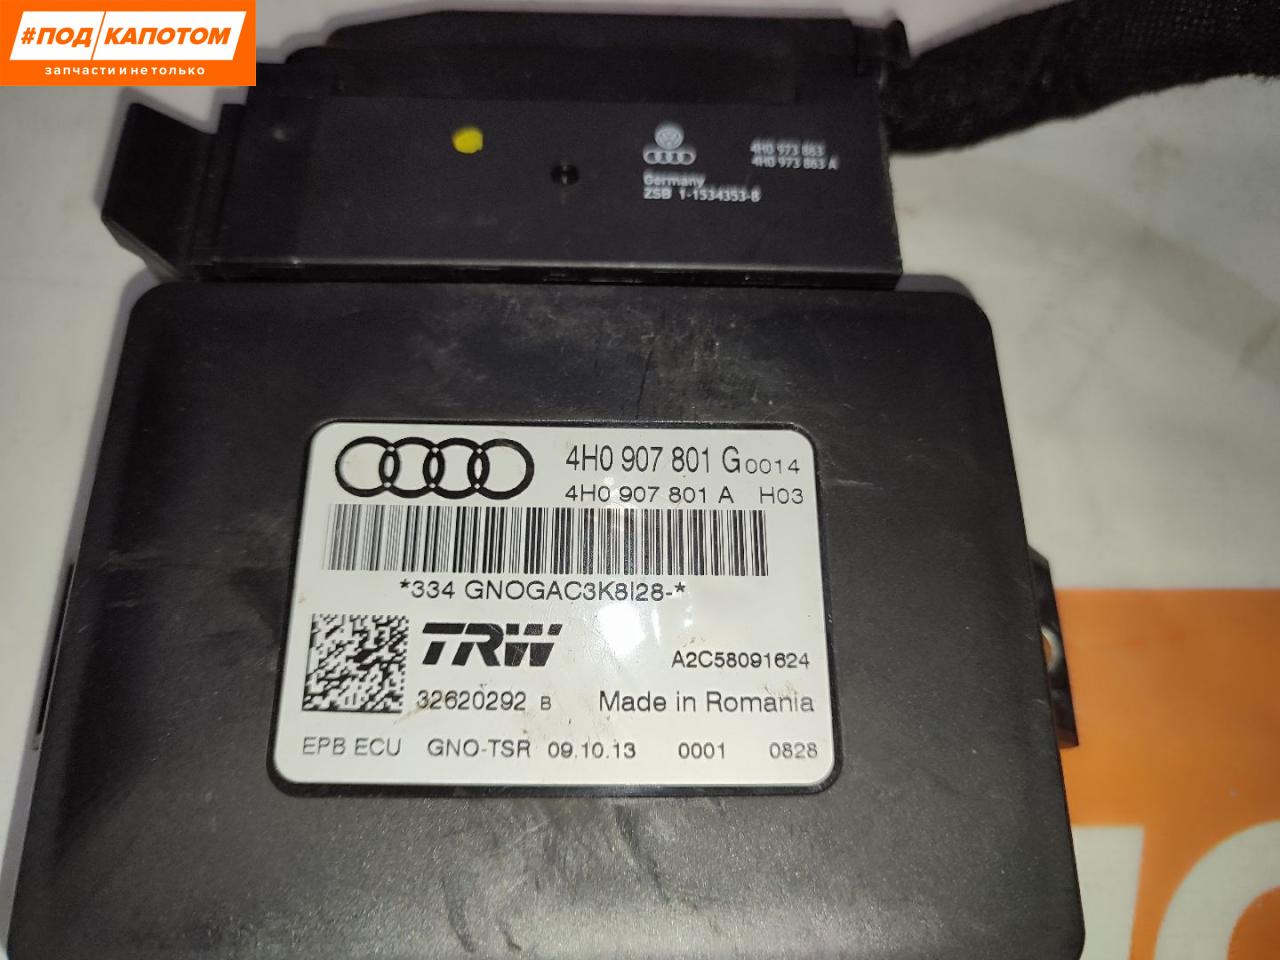 #ПОД КАПОТОМ
запчасти и не только
4H0 973 863
4H0 973 863 A
Germany
ZSB 1-1534353-8
4H0 907 801 G 0014
4H0 907 801 A H03
*334 GNOGAC3K8I28-*
TRW
A2C58091624
32620292 B Made in Romania
EPB ECU GNO-TSR 09.10.13 0001 0828